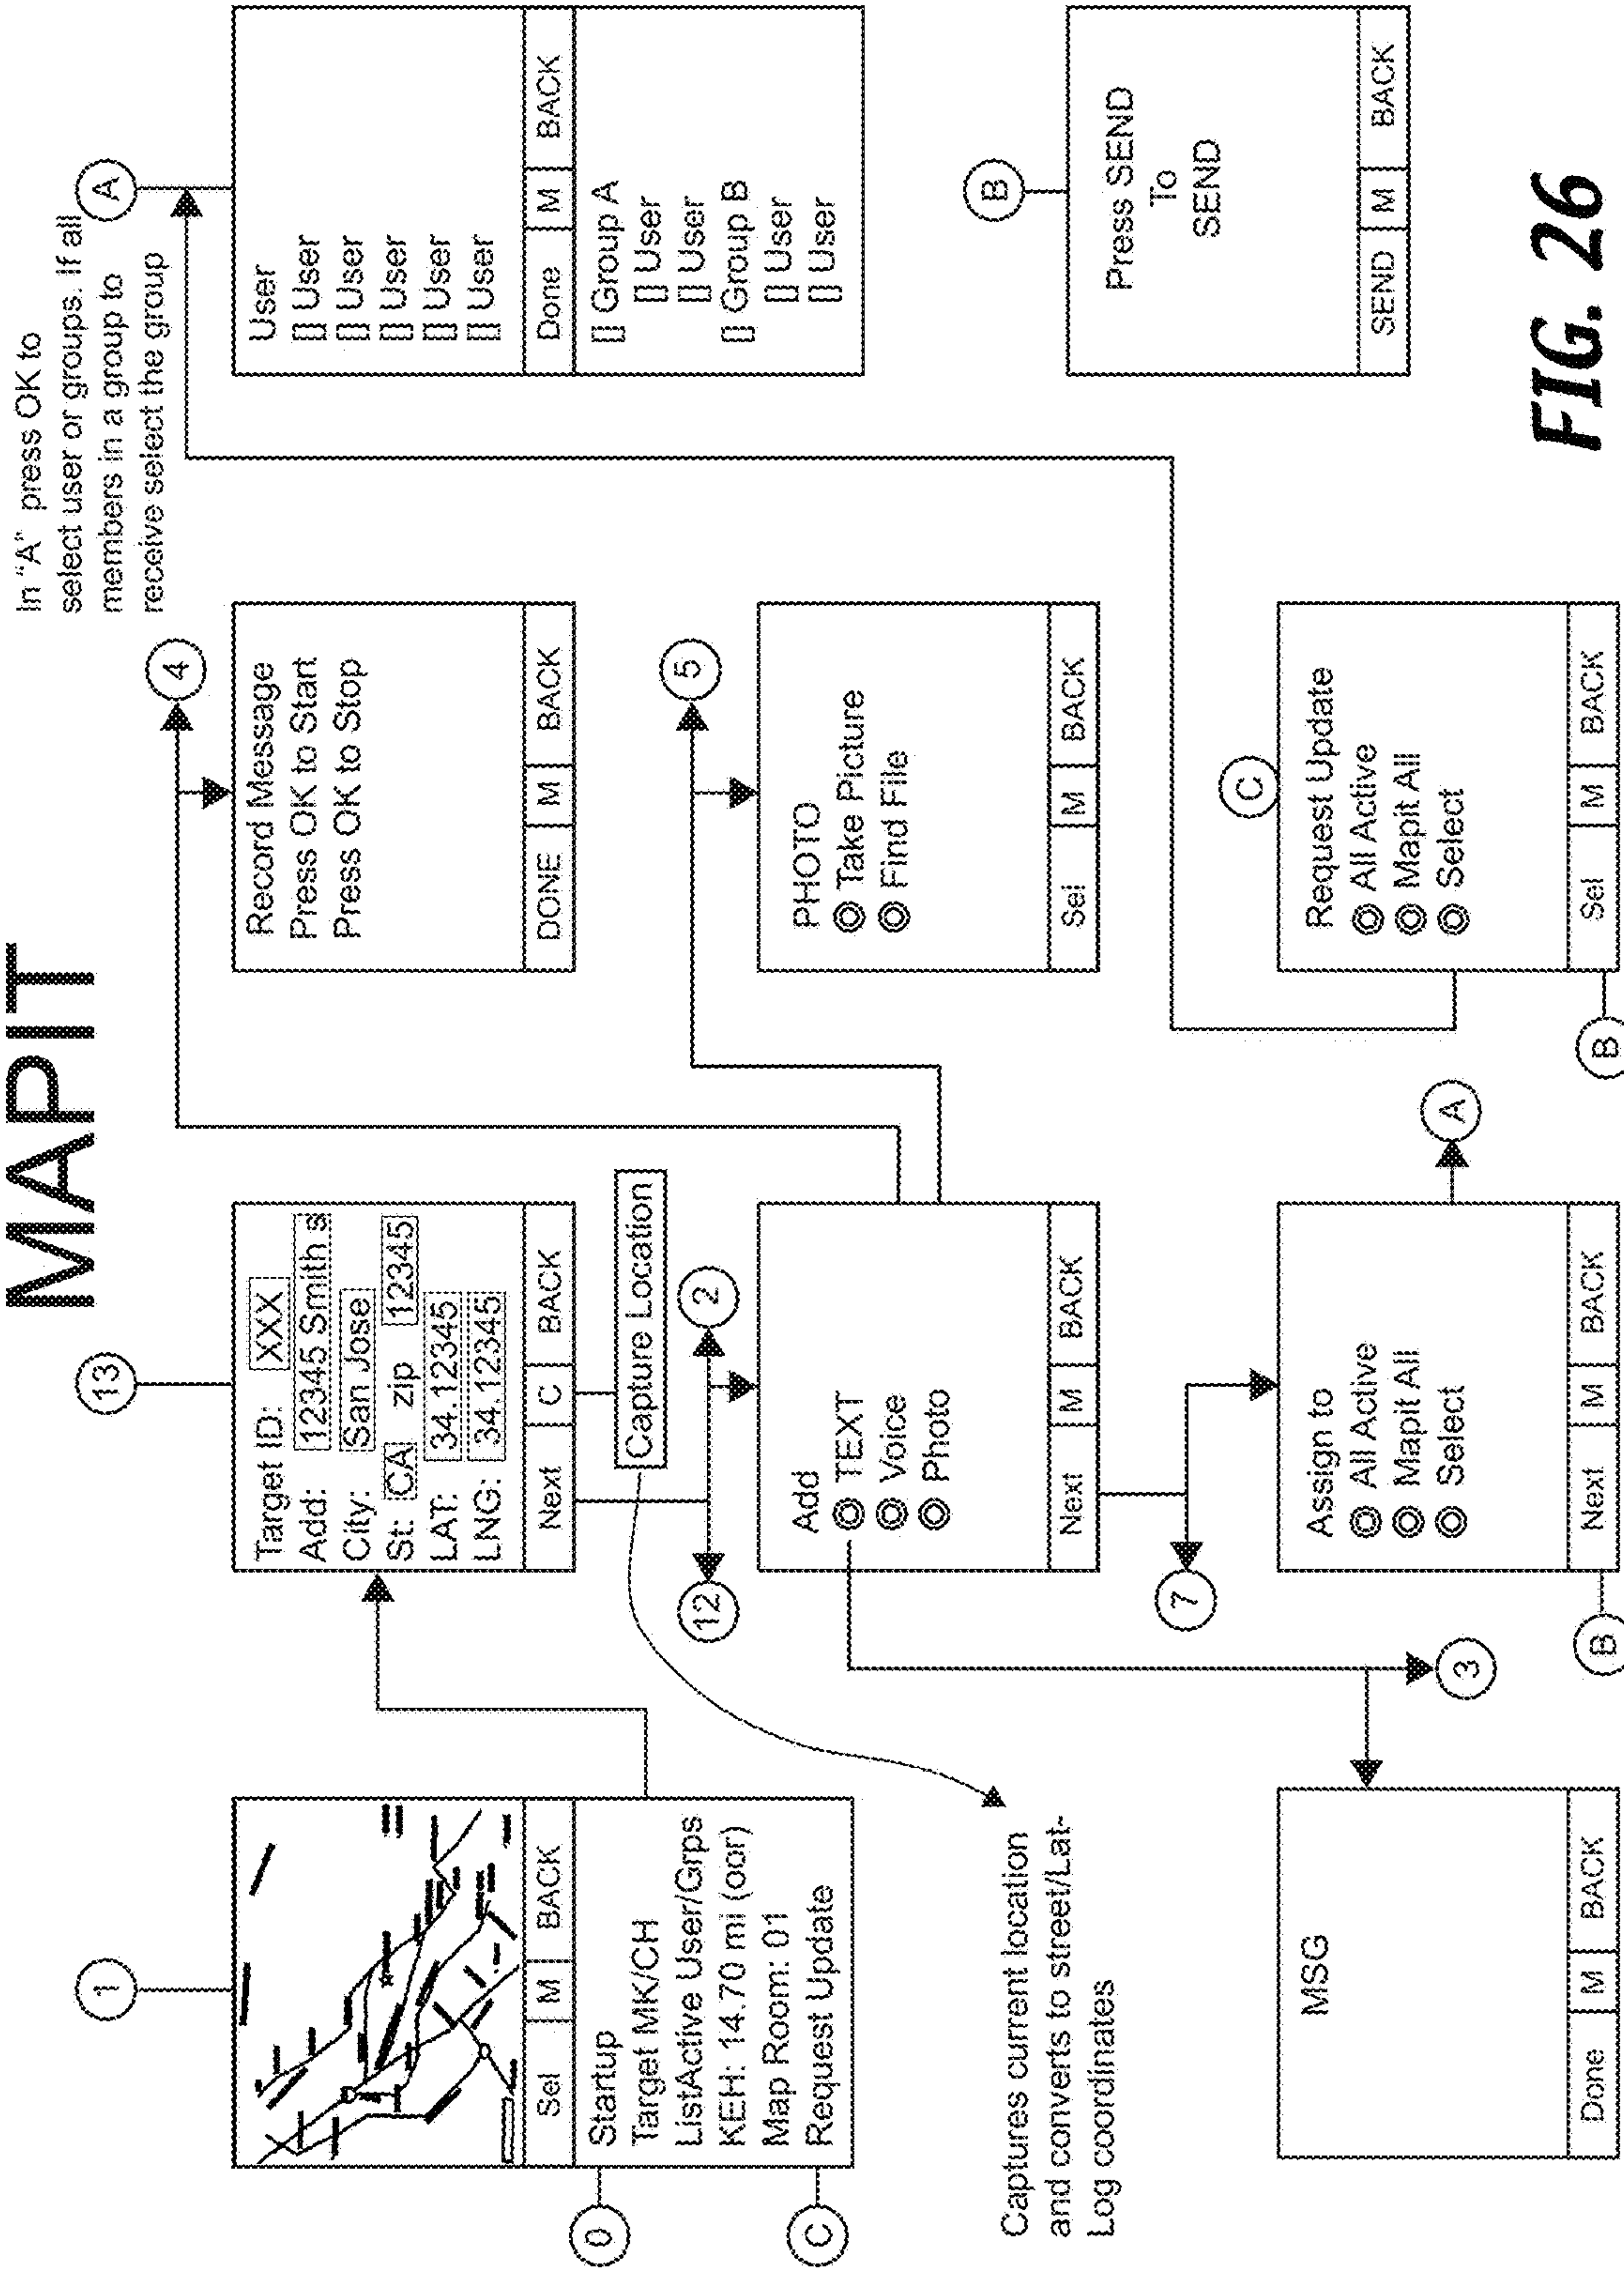 MAPIT
1
Sel M BACK
Startup
Target MK/CH
ListActive User/Grps
KEH: 14.70 mi (oor)
Map Room: 01
Request Update
0
C
Captures current location
and converts to street/Lat-
Log coordinates
MSG
Done M BACK
13
Target ID: XXX
Add: 12345 Smith s
City: San Jose
St: CA zip 12345
LAT: 34.12345
LNG: 34.12345
Next C BACK
Capture Location
12
2
Add
TEXT
Voice
Photo
Next M BACK
7
3
Assign to
All Active
Mapit All
Select
Next M BACK
B
A
4
Record Message
Press OK to Start
Press OK to Stop
DONE M BACK
5
PHOTO
Take Picture
Find File
Sel M BACK
C
Request Update
All Active
Mapit All
Select
Sel M BACK
B
In "A" press OK to
select user or groups. If all
members in a group to
receive select the group
A
User
User
User
User
User
User
Done M BACK
Group A
User
User
Group B
User
User
B
Press SEND
To
SEND
SEND M BACK
FIG. 26